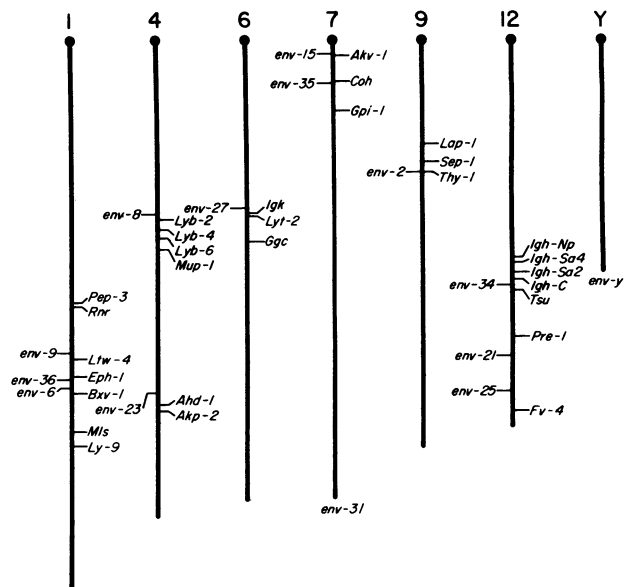 1 4 6 7 9 12 Y
env-15 Akv-1
env-35 Coh
Gpi-1
Lap-1
Sep-1
env-2 Thy-1
env-27 Igk
Lyt-2
Ggc
env-8 Lyb-2
Lyb-4
Lyb-6
Mup-1
Igh-Np
Igh-Sa4
Igh-Sa2
Igh-C
env-34 Tsu
env-y
Pep-3
Rnr
Pre-1
env-9 Ltw-4
env-21
Eph-1
env-36
env-6 Bxv-1
env-25
env-23 Ahd-1
Akp-2
Fv-4
Mls
Ly-9
env-31